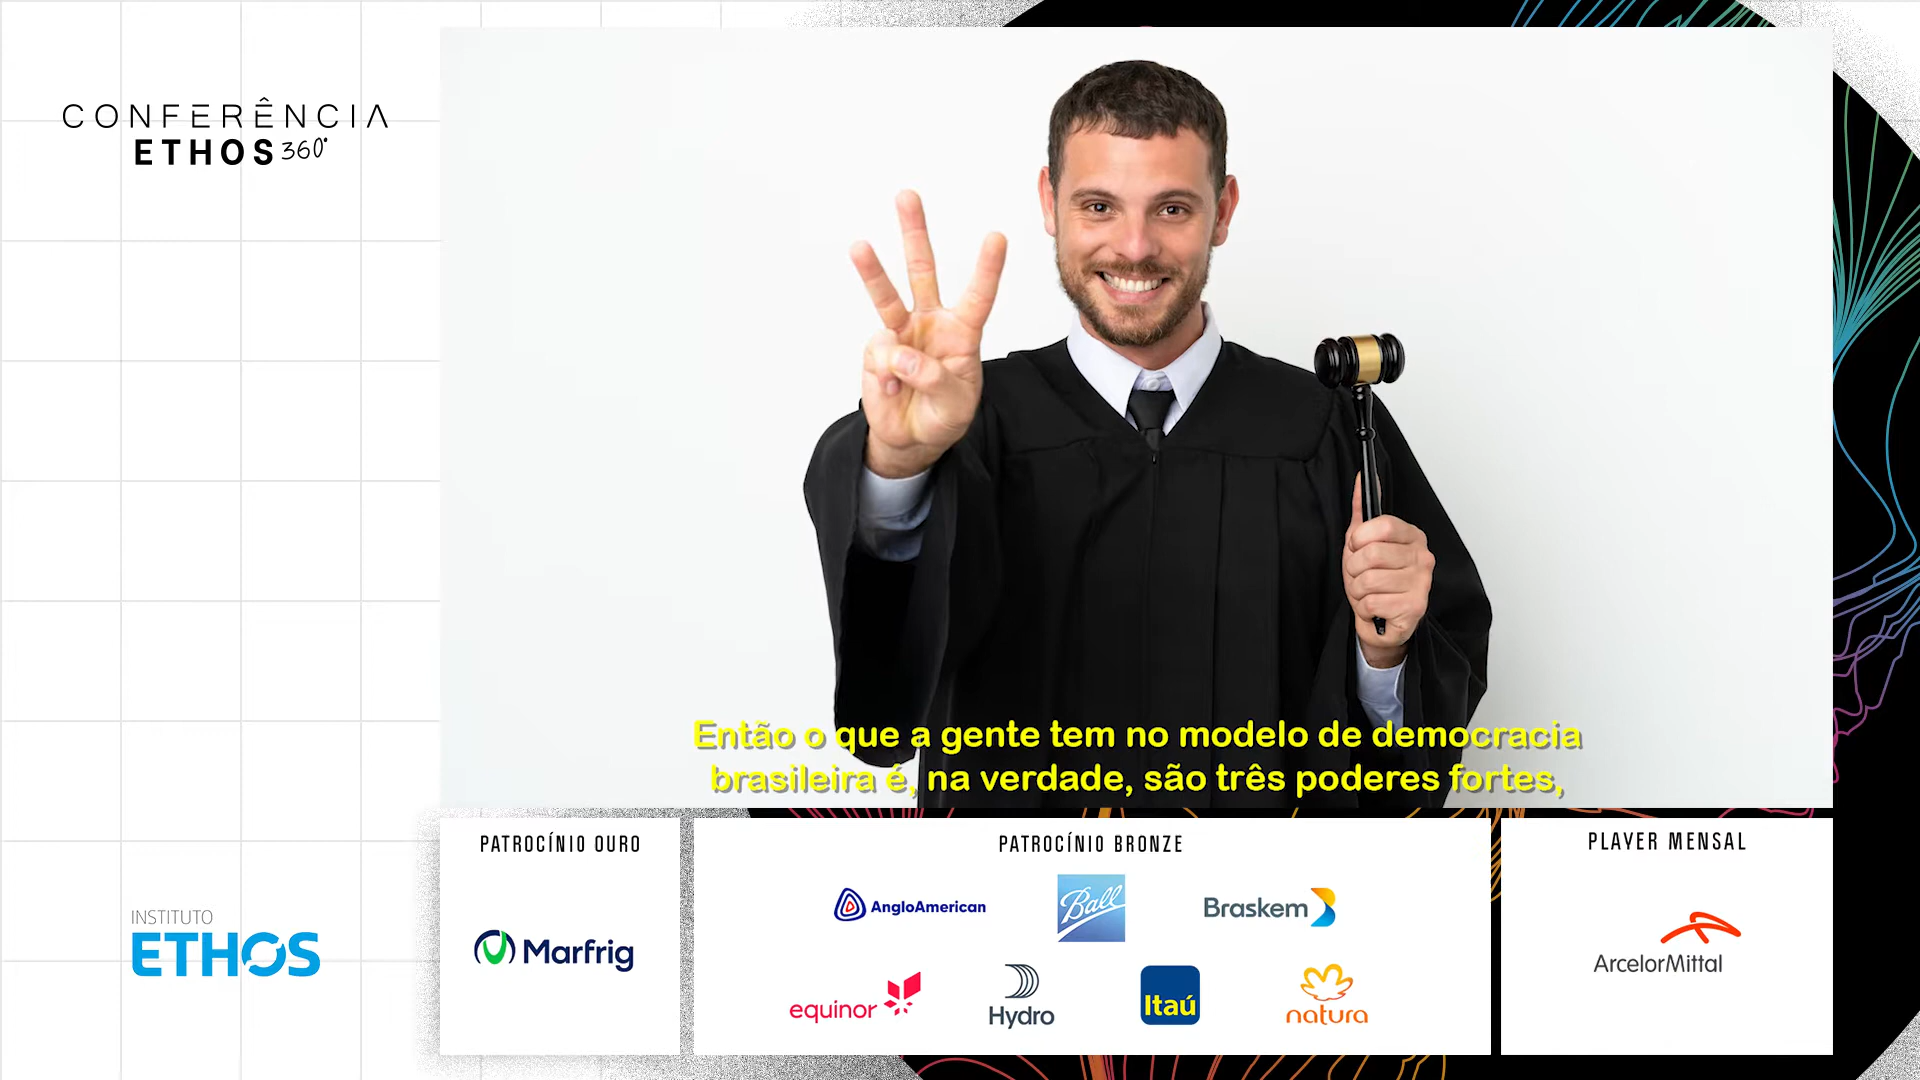 CONFERÊNCIA
ETHOS 360°
Então o que a gente tem no modelo de democracia
brasileira é, na verdade, são três poderes fortes,
PATROCÍNIO OURO
Marfrig
PATROCÍNIO BRONZE
AngloAmerican
Ball
Braskem
equinor
Hydro
Itaú
natura
PLAYER MENSAL
ArcelorMittal
INSTITUTO
ETHOS